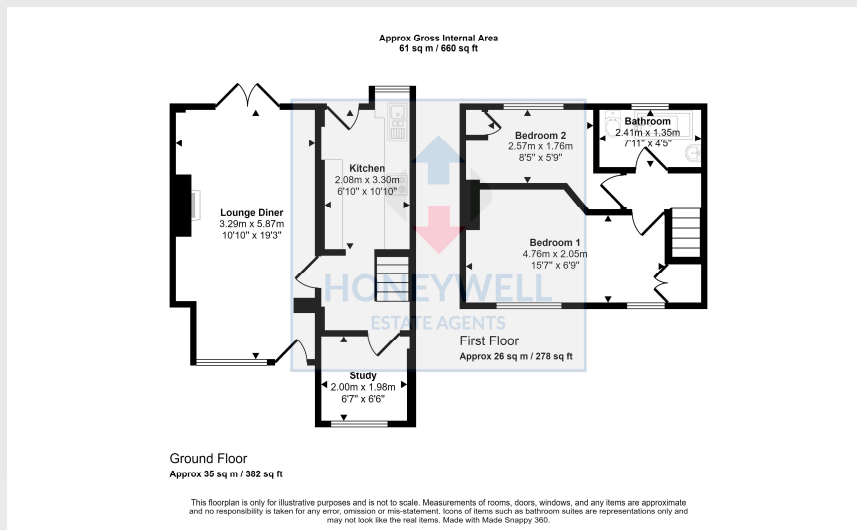 Approx Gross Internal Area
61 sq m / 660 sq ft
Bathroom
2.41m x 1.35m
7'11" x 4'5"
Bedroom 2
2.57m x 1.76m
8'5" x 5'9"
Kitchen
2.08m x 3.30m
6'10" x 10'10"
Lounge Diner
3.29m x 5.87m
10'10" x 19'3"
Bedroom 1
4.76m x 2.05m
15'7" x 6'9"
HONEYWELL
ESTATE AGENTS
First Floor
Approx 26 sq m / 278 sq ft
Study
2.00m x 1.98m
6'7" x 6'6"
Ground Floor
Approx 35 sq m / 382 sq ft
This floorplan is only for illustrative purposes and is not to scale. Measurements of rooms, doors, windows, and any items are approximate
and no responsibility is taken for any error, omission or mis-statement. Icons of items such as bathroom suites are representations only and
may not look like the real items. Made with Made Snappy 360.